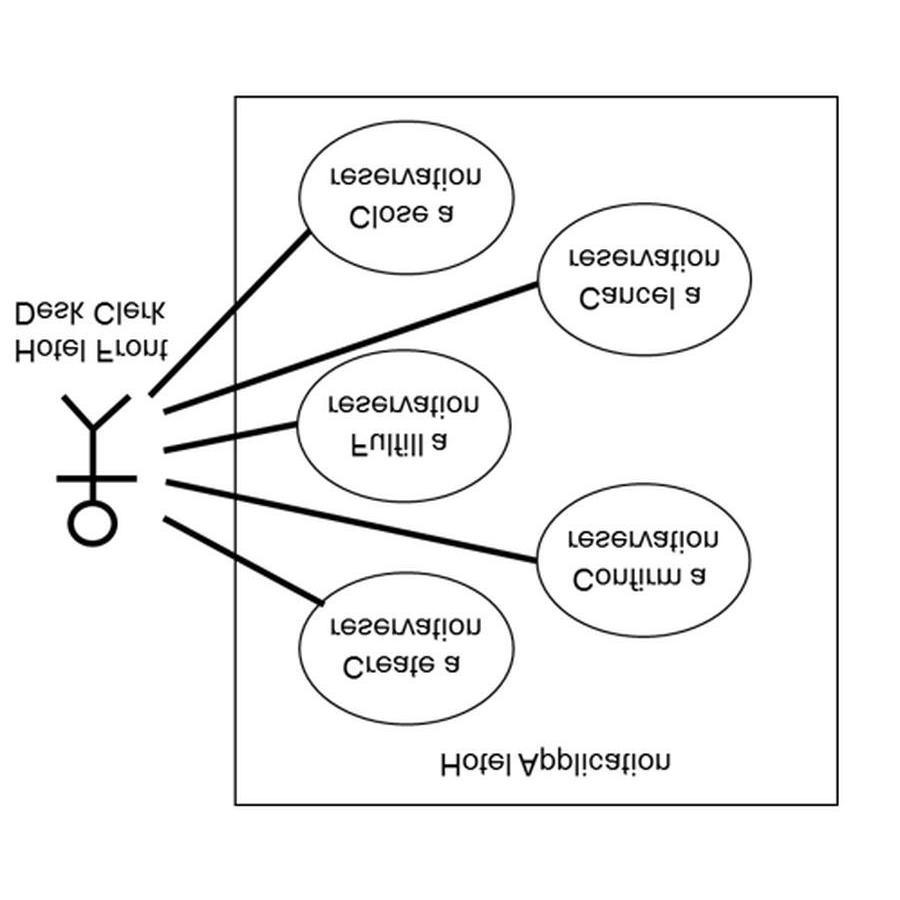 Hotel Application
Create a
reservation
Confirm a
reservation
Fulfill a
reservation
Cancel a
reservation
Close a
reservation
Hotel Front
Desk Clerk